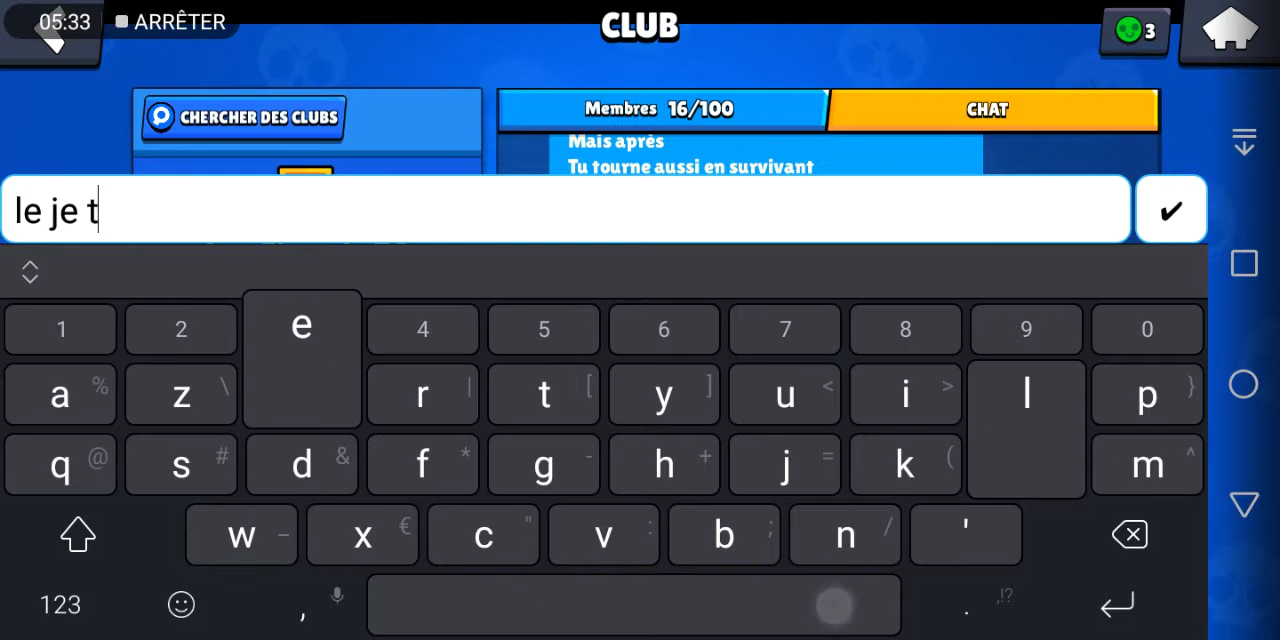 05:33 ARRÊTER
CLUB
3
CHERCHER DES CLUBS
Membres 16/100
CHAT
Mais après
Tu tourne aussi en survivant
le je t
✔
1 2 e 4 5 6 7 8 9 0
a % z \ r | t [ y ] u < i > l p }
q @ s # d & f * g - h + j = k ( m ^
w _ x € c " v : b ; n / '
123 , . ,!?